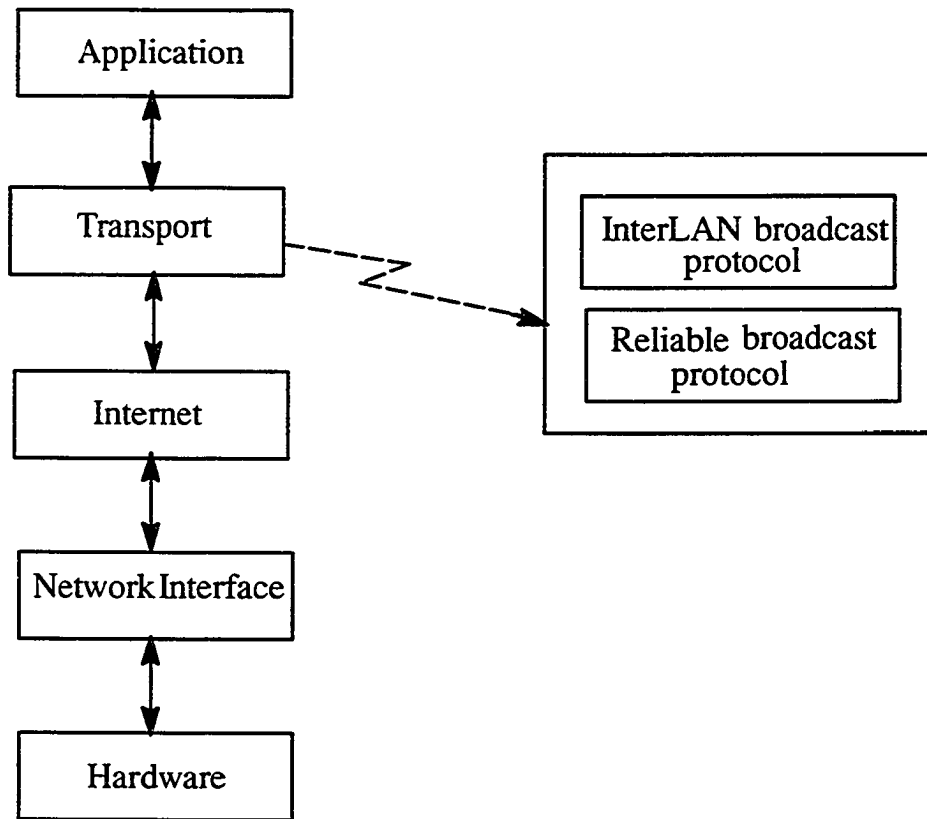 Application
Transport
InterLAN broadcast
protocol
Reliable broadcast
protocol
Internet
Network Interface
Hardware